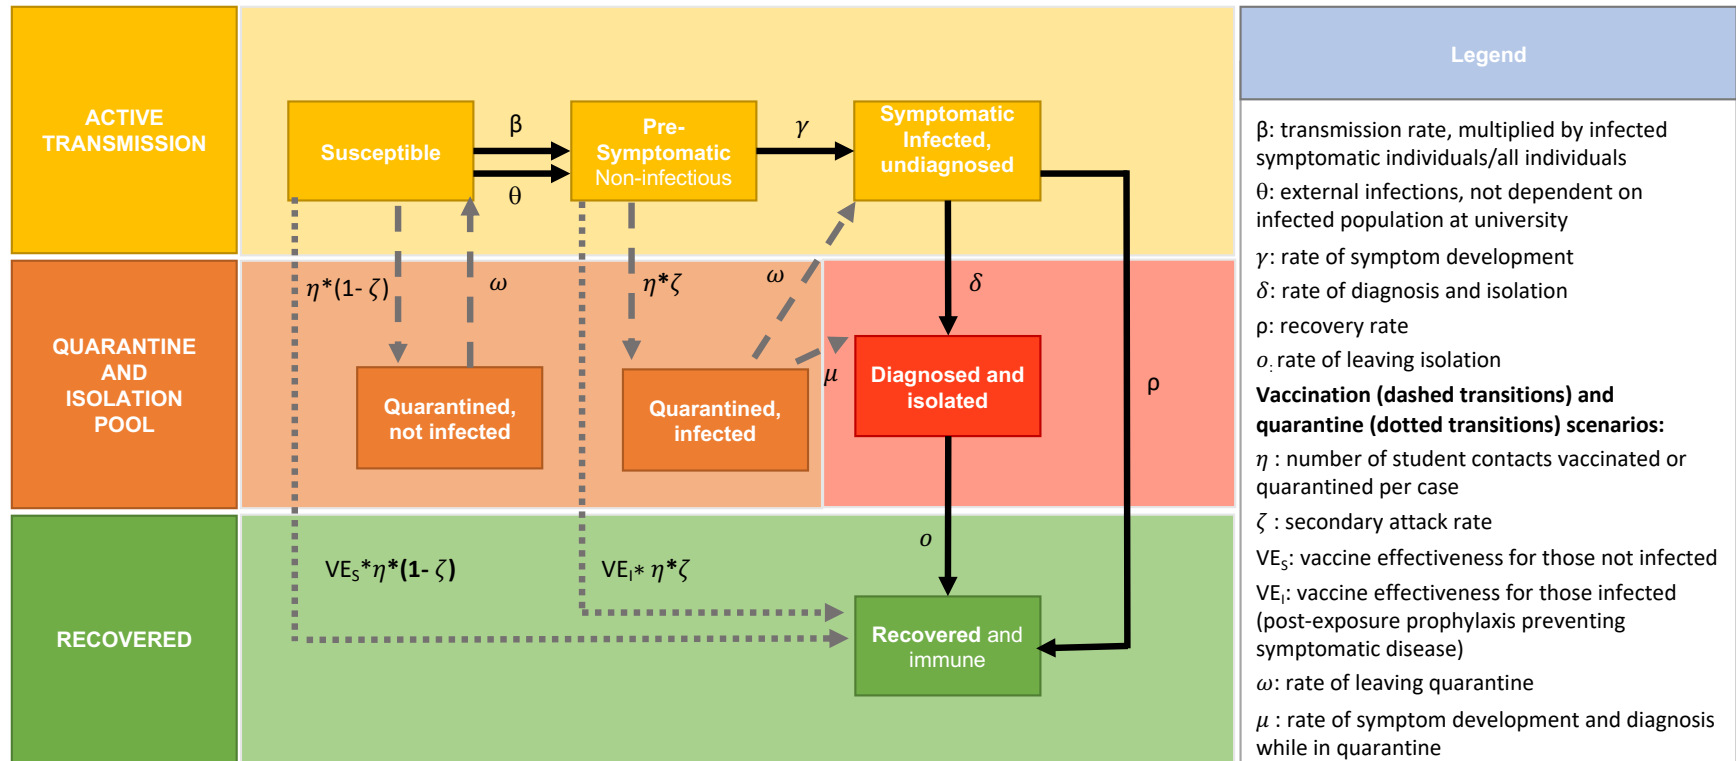 ACTIVE
TRANSMISSION
Susceptible
β
θ
Pre-
Symptomatic
Non-infectious
γ
Symptomatic
Infected,
undiagnosed
QUARANTINE
AND
ISOLATION
POOL
η*(1- ζ)
ω
η*ζ
ω
μ
δ
ρ
Quarantined,
not infected
Quarantined,
infected
Diagnosed and
isolated
RECOVERED
VE_S*η*(1- ζ)
VE_I* η*ζ
o
Recovered and
immune
Legend
β: transmission rate, multiplied by infected
symptomatic individuals/all individuals
θ: external infections, not dependent on
infected population at university
γ: rate of symptom development
δ: rate of diagnosis and isolation
ρ: recovery rate
o: rate of leaving isolation
Vaccination (dashed transitions) and
quarantine (dotted transitions) scenarios:
η : number of student contacts vaccinated or
quarantined per case
ζ : secondary attack rate
VE_S: vaccine effectiveness for those not infected
VE_I: vaccine effectiveness for those infected
(post-exposure prophylaxis preventing
symptomatic disease)
ω: rate of leaving quarantine
μ : rate of symptom development and diagnosis
while in quarantine